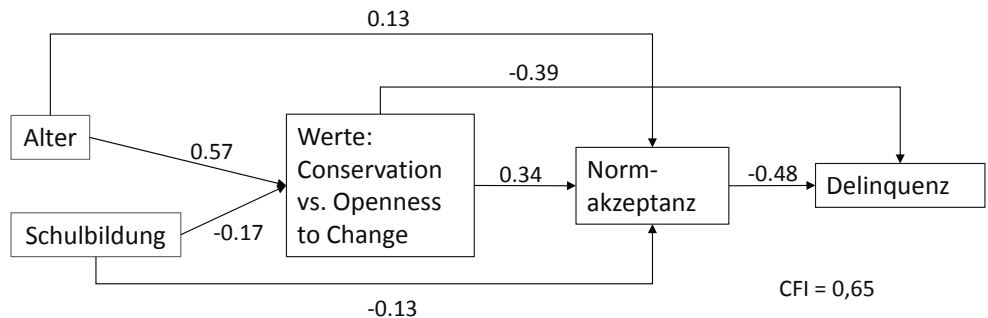 0.13
-0.39
Alter
0.57
Werte:
Conservation
vs. Openness
to Change
0.34
Norm-
akzeptanz
-0.48
Delinquenz
Schulbildung
-0.17
-0.13
CFI = 0,65